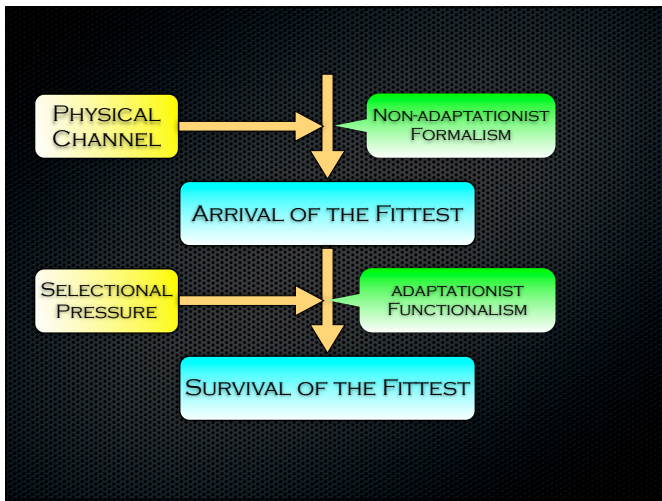 Physical
Channel
Non-adaptationist
Formalism
Arrival of the Fittest
Selectional
Pressure
adaptationist
Functionalism
Survival of the Fittest